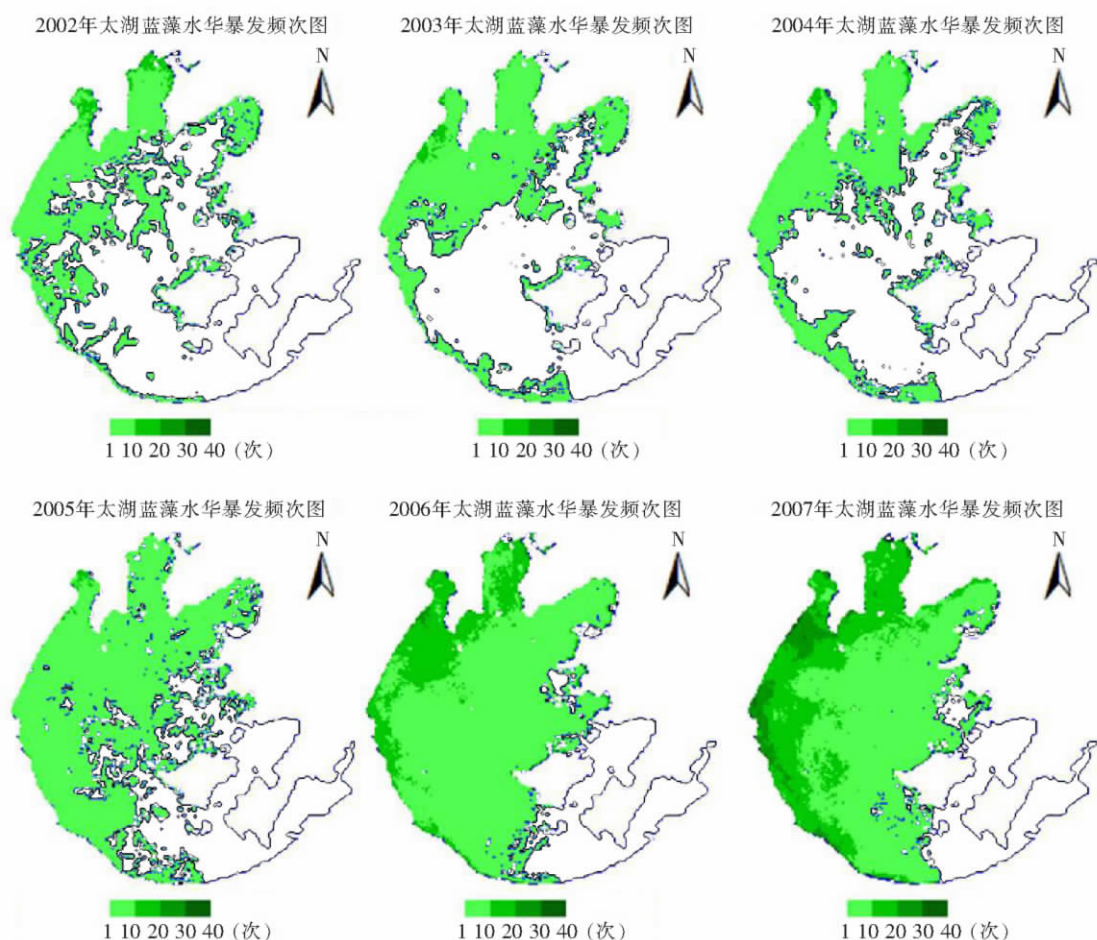 2002年太湖蓝藻水华暴发频次图
2003年太湖蓝藻水华暴发频次图
2004年太湖蓝藻水华暴发频次图
N
N
N
1 10 20 30 40 (次)
1 10 20 30 40 (次)
1 10 20 30 40 (次)
2005年太湖蓝藻水华暴发频次图
2006年太湖蓝藻水华暴发频次图
2007年太湖蓝藻水华暴发频次图
N
N
N
1 10 20 30 40 (次)
1 10 20 30 40 (次)
1 10 20 30 40 (次)